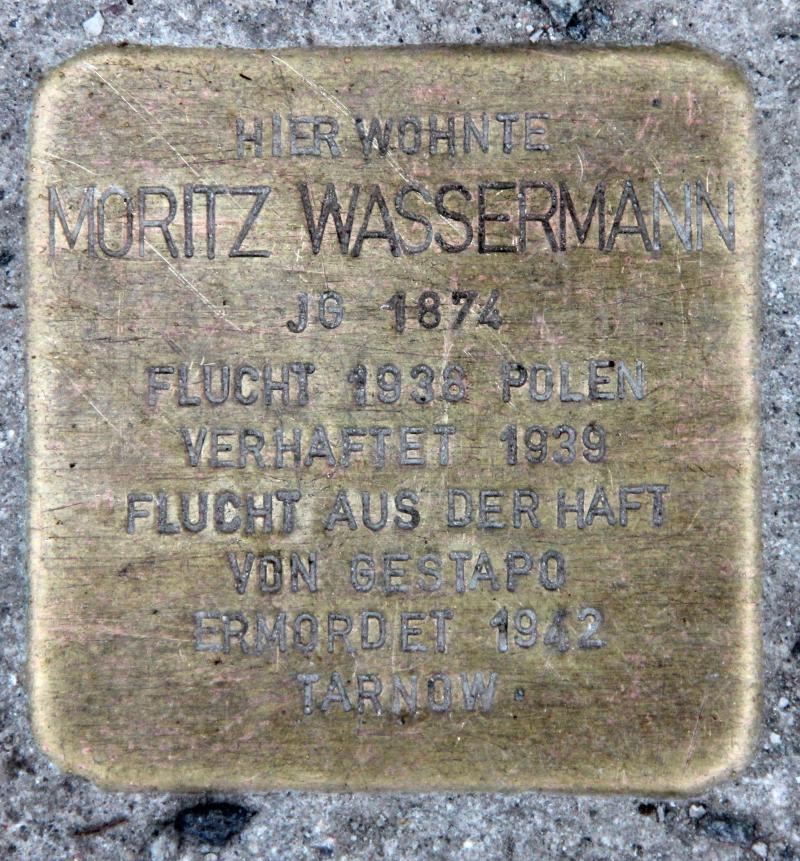 HIER WOHNTE
MORITZ WASSERMANN
JG 1874
FLUCHT 1938 POLEN
VERHAFTET 1939
FLUCHT AUS DER HAFT
VON GESTAPO
ERMORDET 1942
TARNOW